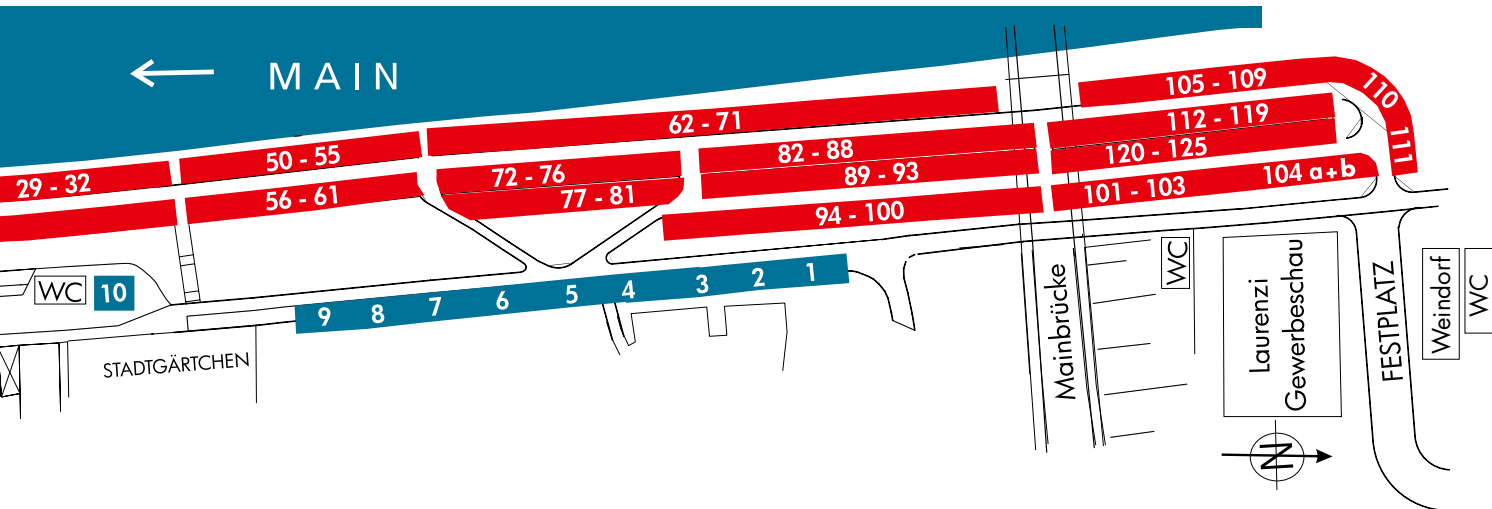 MAIN
105 - 109
110
62 - 71
112 - 119
111
50 - 55
82 - 88
120 - 125
29 - 32
72 - 76
89 - 93
104 a+b
56 - 61
77 - 81
94 - 100
101 - 103
WC
10
9
8
7
6
5
4
3
2
1
STADTGÄRTCHEN
Mainbrücke
WC
Laurenzi
Gewerbeschau
FESTPLATZ
Weindorf
WC
N